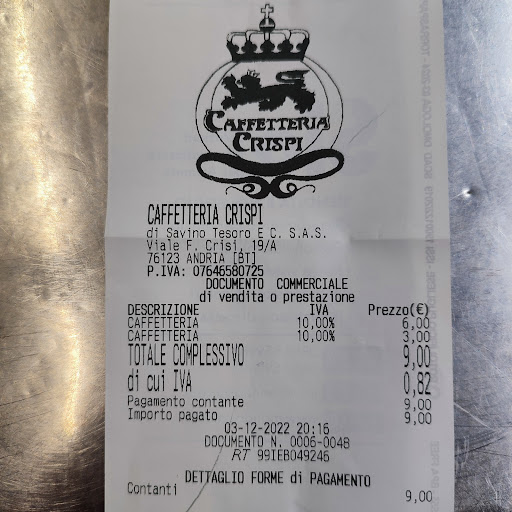 CAFFETTERIA
CRISPI
CAFFETTERIA CRISPI
di Savino Tesoro E C. S.A.S.
Viale F. Crisi, 19/A
76123 ANDRIA [BT]
P.IVA: 07646580725
DOCUMENTO COMMERCIALE
di vendita o prestazione
DESCRIZIONE IVA Prezzo(€)
CAFFETTERIA 10,00% 6,00
CAFFETTERIA 10,00% 3,00
TOTALE COMPLESSIVO 9,00
di cui IVA 0,82
Pagamento contante 9,00
Importo pagato 9,00
03-12-2022 20:16
DOCUMENTO N. 0006-0048
RT 99IEB049246
DETTAGLIO FORME di PAGAMENTO
Contanti 9,00